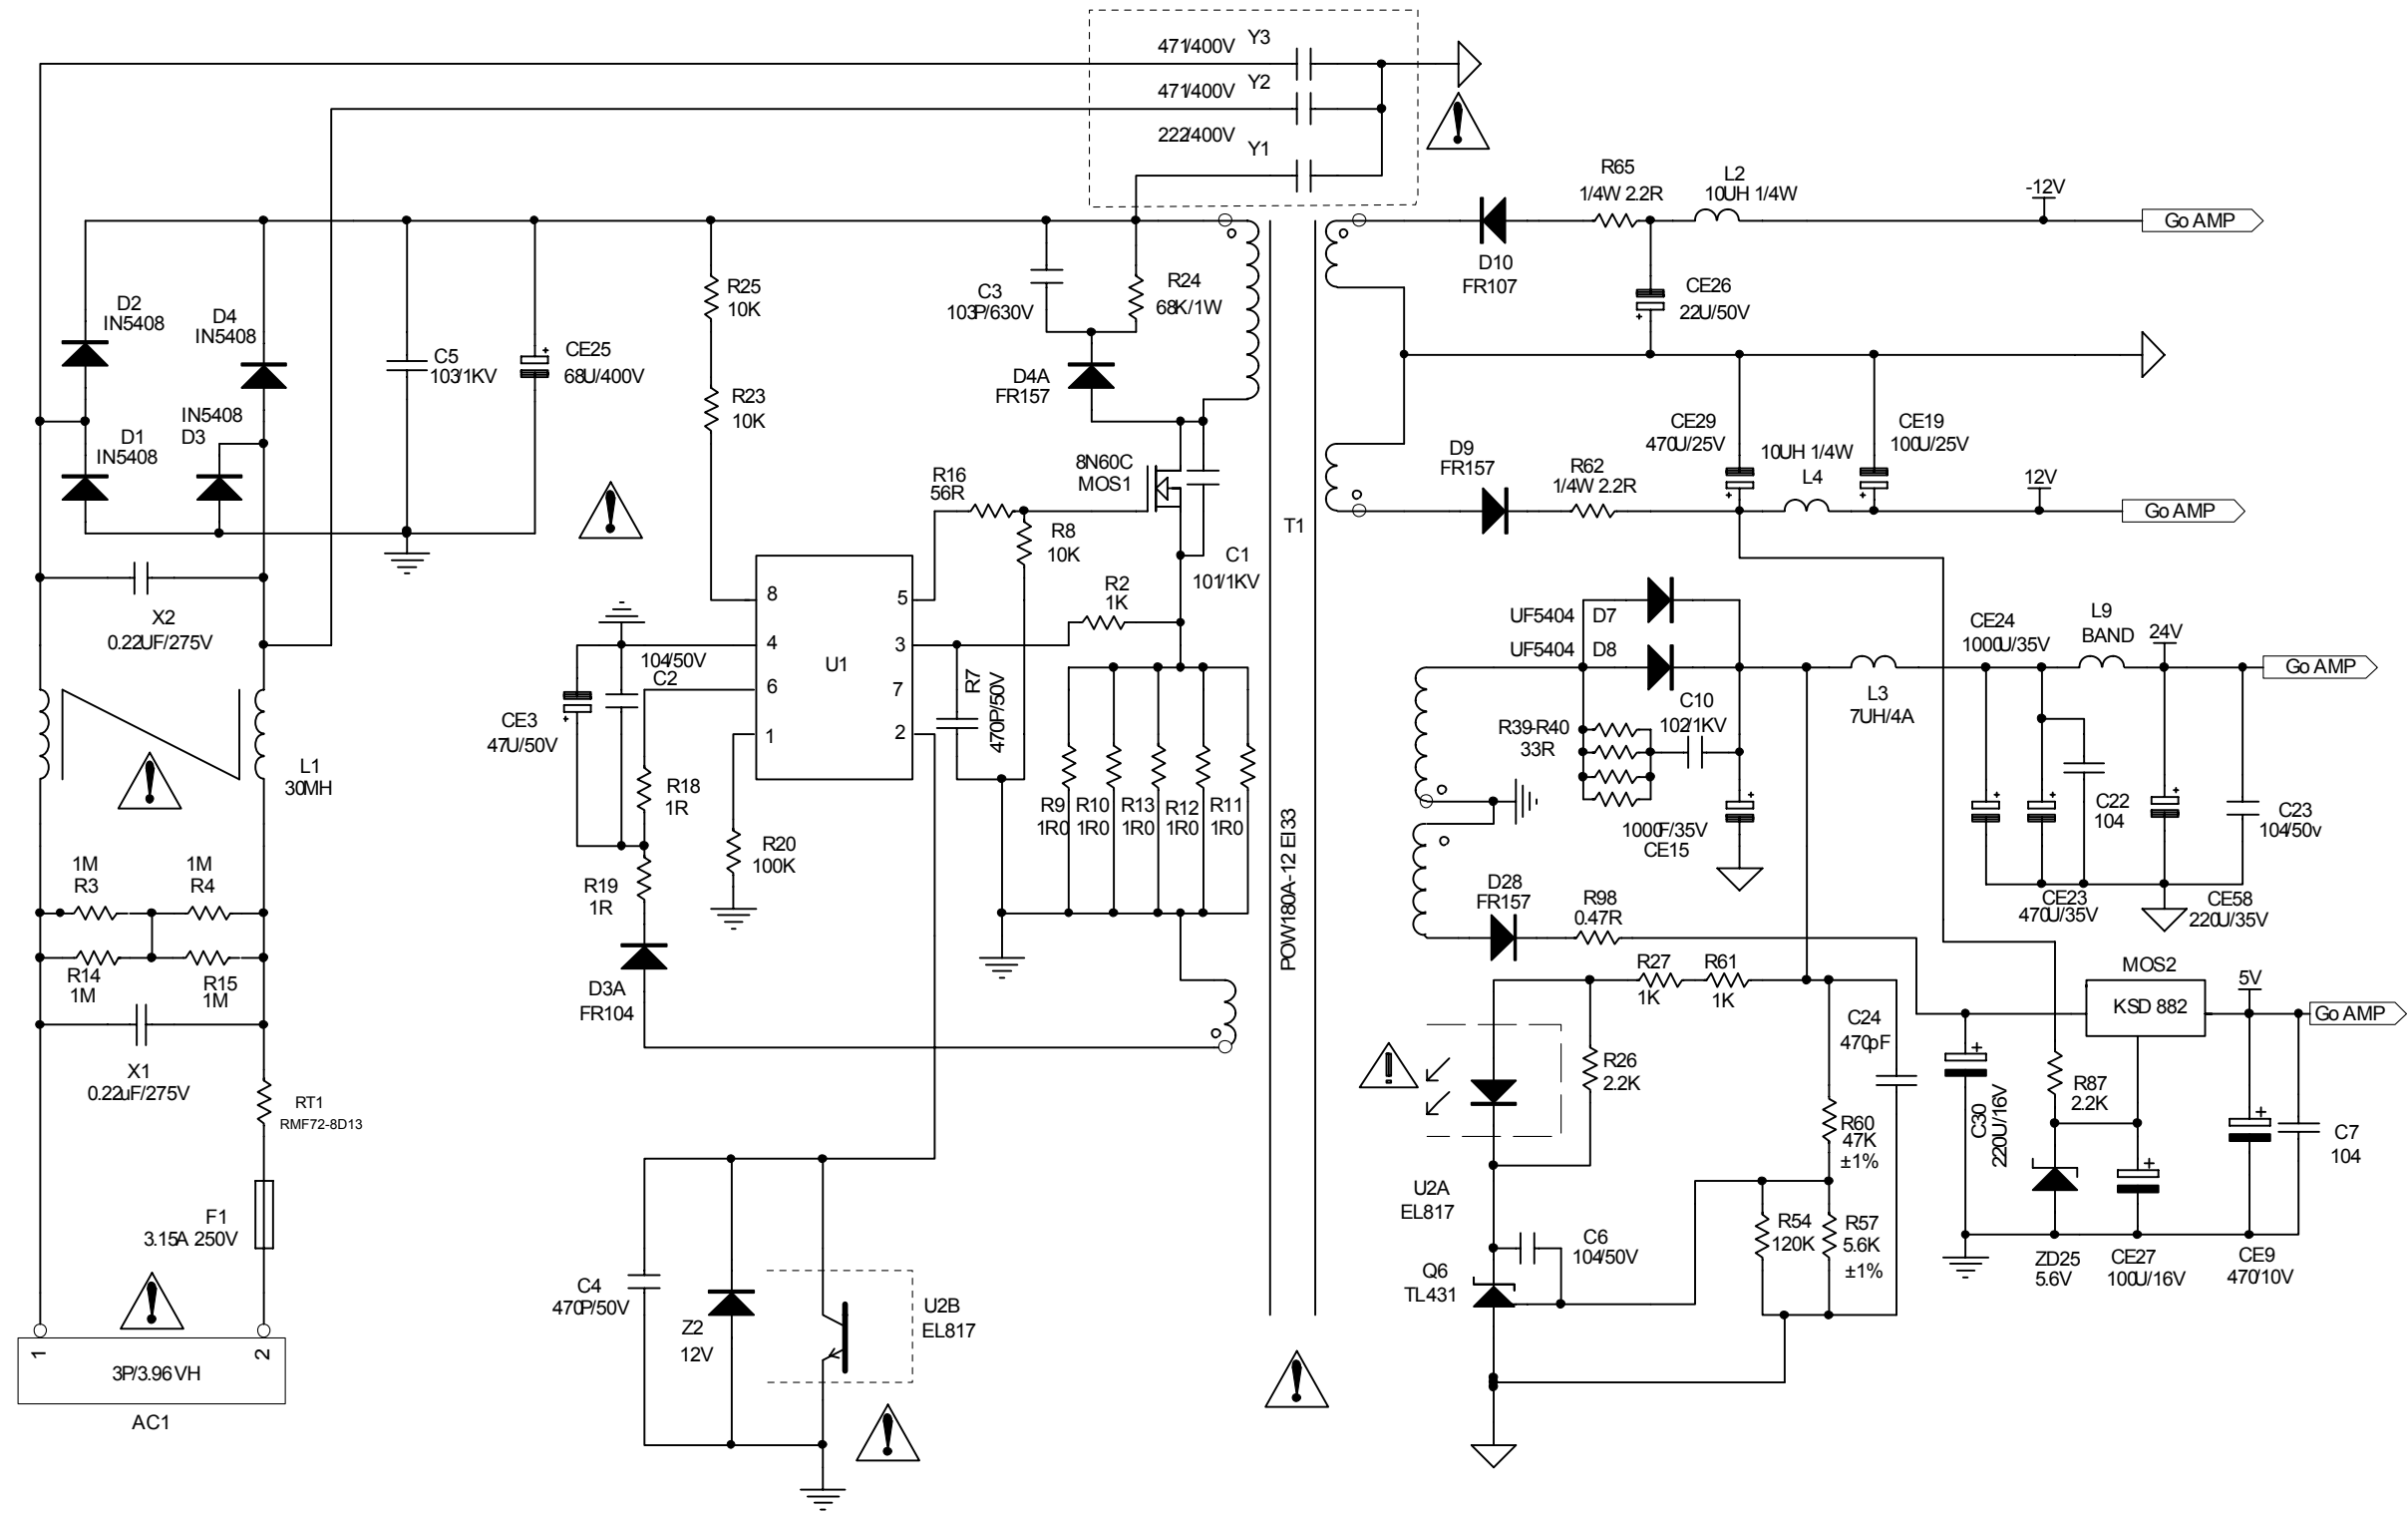 471/400V Y3
471/400V Y2
222/400V Y1
R65
1/4W 2.2R
L2
10UH 1/4W
-12V
Go AMP
D10
FR107
CE26
22U/50V
D2
IN5408
D4
IN5408
C5
103/1KV
CE25
68U/400V
R25
10K
C3
103P/630V
R24
68K/1W
D4A
FR157
R23
10K
IN5408
D3
D1
IN5408
8N60C
MOS1
R16
56R
R8
10K
C1
101/1KV
T1
D9
FR157
R62
1/4W 2.2R
CE29
470U/25V
10UH 1/4W
L4
CE19
100U/25V
12V
Go AMP
X2
0.22UF/275V
8
4
6
1
U1
5
3
7
2
R2
1K
104/50V
C2
CE3
47U/50V
R7
470P/50V
UF5404 D7
UF5404 D8
CE24
1000U/35V
L9
BAND
24V
Go AMP
L3
7UH/4A
C10
102/1KV
R39-R40
33R
1000F/35V
CE15
C22
104
C23
104/50v
CE23
470U/35V
CE58
220U/35V
L1
30MH
R18
1R
R20
100K
R19
1R
R9
1R0
R10
1R0
R13
1R0
R12
1R0
R11
1R0
POW180A-12 EI33
1M
R3
1M
R4
R14
1M
R15
1M
D3A
FR104
D28
FR157
R98
0.47R
R27
1K
R61
1K
MOS2
KSD 882
5V
Go AMP
C24
470pF
R26
2.2K
R60
47K
±1%
C30
220U/16V
R87
2.2K
C7
104
X1
0.22uF/275V
RT1
RMF72-8D13
U2A
EL817
C6
104/50V
R54
120K
R57
5.6K
±1%
ZD25
5.6V
CE27
100U/16V
CE9
470/10V
Q6
TL431
F1
3.15A 250V
C4
470P/50V
Z2
12V
U2B
EL817
1
2
3P/3.96 VH
AC1